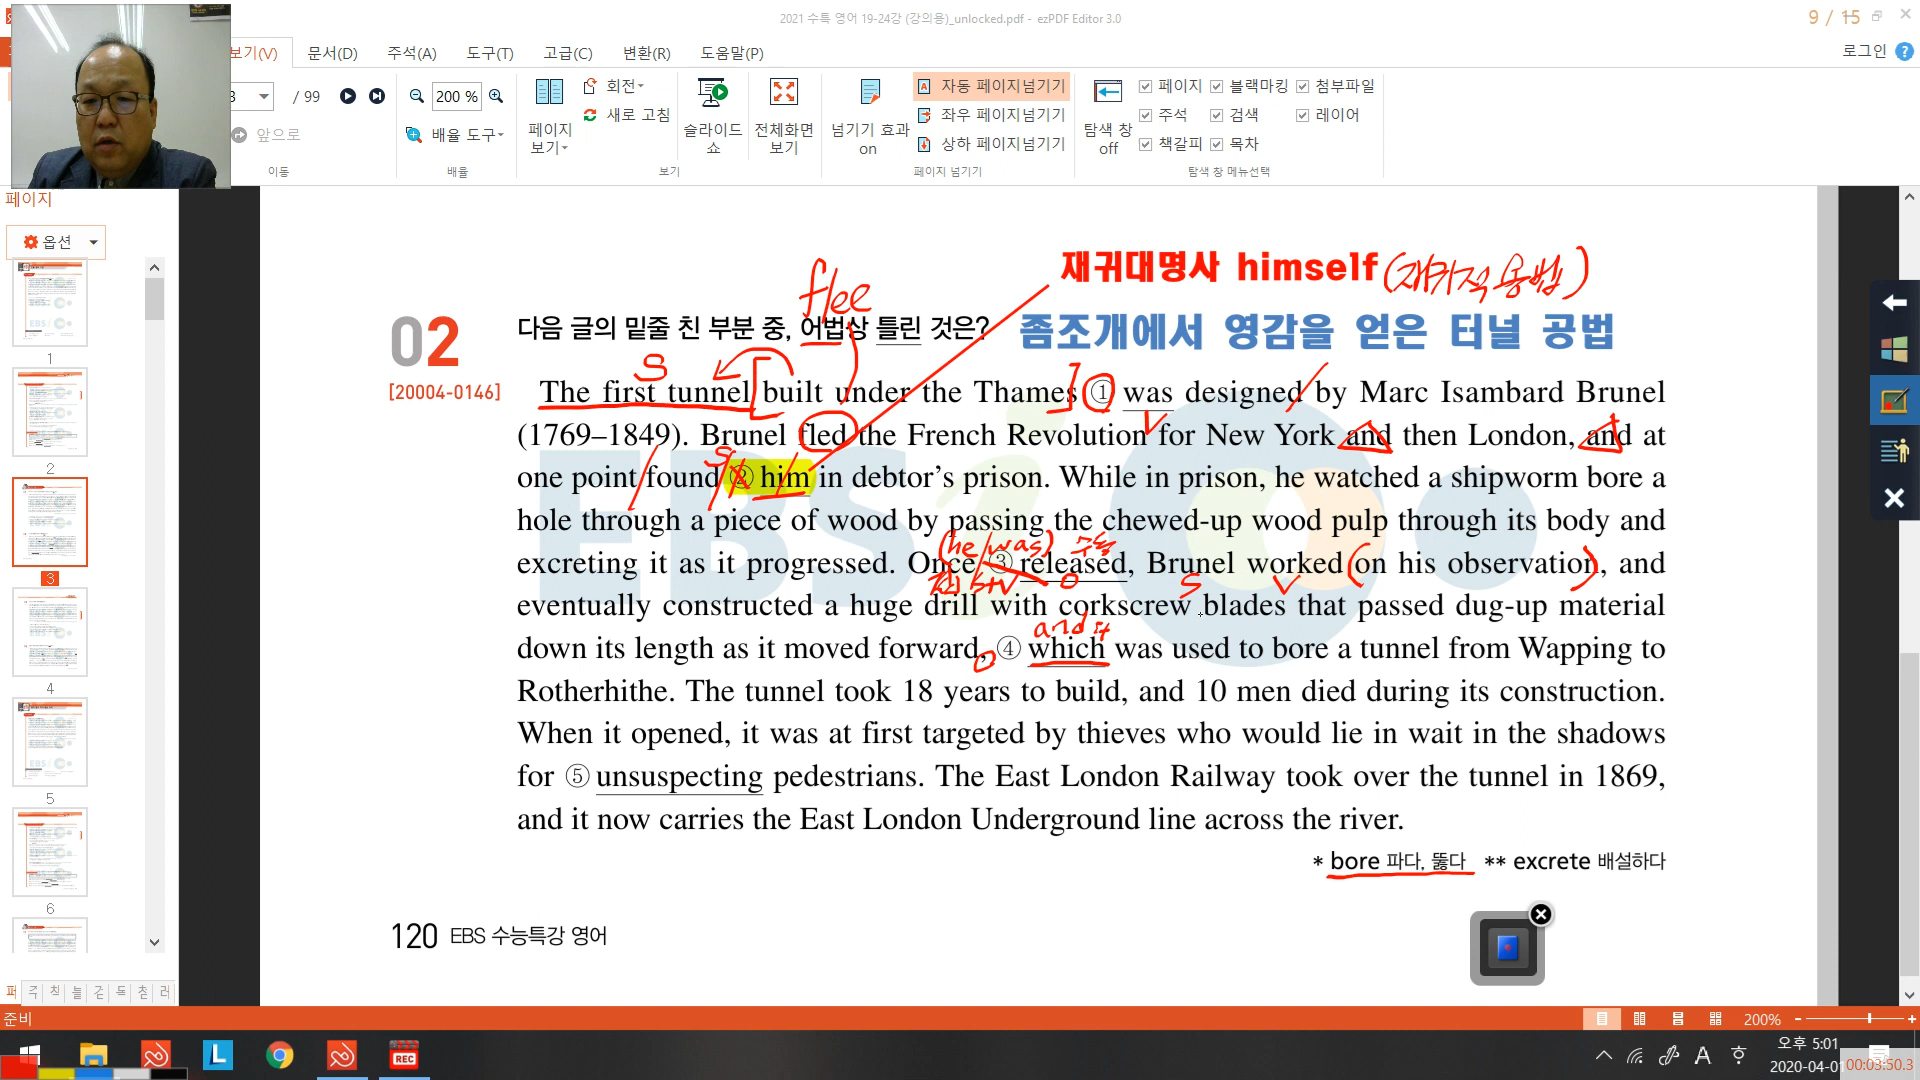 2021 수특 영어 19-24강 (강의용)_unlocked.pdf - ezPDF Editor 3.0
9 / 15
보기(V) 문서(D) 주석(A) 도구(T) 고급(C) 변환(R) 도움말(P)
로그인
3 / 99
앞으로
이동
200 %
배율 도구
배율
페이지 보기
회전
새로 고침
슬라이드 쇼
전체화면 보기
보기
넘기기 효과 on
자동 페이지넘기기
좌우 페이지넘기기
상하 페이지넘기기
페이지 넘기기
탐색 창 off
페이지 블랙마킹 첨부파일
주석 검색 레이어
책갈피 목차
탐색 창 메뉴선택
페이지
옵션
1
2
3
4
5
6
재귀대명사 himself (재귀적 용법)
flee
02
[20004-0146]
다음 글의 밑줄 친 부분 중, 어법상 틀린 것은?
좀조개에서 영감을 얻은 터널 공법
S
The first tunnel built under the Thames ① was designed by Marc Isambard Brunel
V
(1769–1849). Brunel fled the French Revolution for New York and then London, and at
S
one point found ② him in debtor's prison. While in prison, he watched a shipworm bore a
hole through a piece of wood by passing the chewed-up wood pulp through its body and
(he was) 수동
excreting it as it progressed. Once ③ released, Brunel worked (on his observation), and
접 S+V O S V
eventually constructed a huge drill with corkscrew blades that passed dug-up material
and it
down its length as it moved forward, ④ which was used to bore a tunnel from Wapping to
Rotherhithe. The tunnel took 18 years to build, and 10 men died during its construction.
When it opened, it was at first targeted by thieves who would lie in wait in the shadows
for ⑤ unsuspecting pedestrians. The East London Railway took over the tunnel in 1869,
and it now carries the East London Underground line across the river.
* bore 파다, 뚫다 ** excrete 배설하다
120 EBS 수능특강 영어
준비
200%
REC
오후 5:01
2020-04-01
00:03:50.3